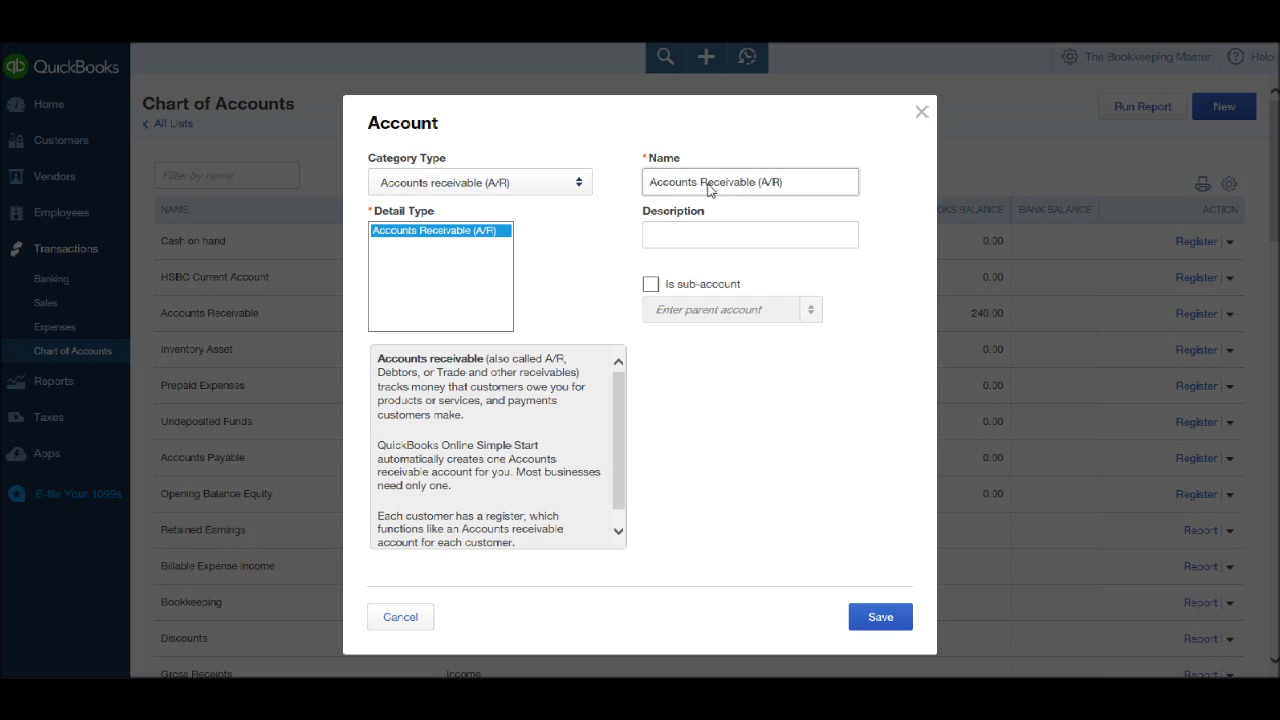 QuickBooks
The Bookkeeping Master
Help
Home
Customers
Vendors
Employees
Transactions
Banking
Sales
Expenses
Chart of Accounts
Reports
Taxes
Apps
E-file Your 1099s
Chart of Accounts
All Lists
Run Report
New
Filter by name
NAME
BALANCE
BANK BALANCE
ACTION
Cash on hand
0.00
Register
HSBC Current Account
0.00
Register
Accounts Receivable
240.00
Register
Inventory Asset
0.00
Register
Prepaid Expenses
0.00
Register
Undeposited Funds
0.00
Register
Accounts Payable
0.00
Register
Opening Balance Equity
0.00
Register
Retained Earnings
Report
Billable Expense Income
Report
Bookkeeping
Report
Discounts
Report
Gross Receipts
Income
Report
Account
Category Type
Accounts receivable (A/R)
* Name
Accounts Receivable (A/R)
* Detail Type
Accounts Receivable (A/R)
Description
Is sub-account
Enter parent account
Accounts receivable (also called A/R,
Debtors, or Trade and other receivables)
tracks money that customers owe you for
products or services, and payments
customers make.
QuickBooks Online Simple Start
automatically creates one Accounts
receivable account for you. Most businesses
need only one.
Each customer has a register, which
functions like an Accounts receivable
account for each customer.
Cancel
Save